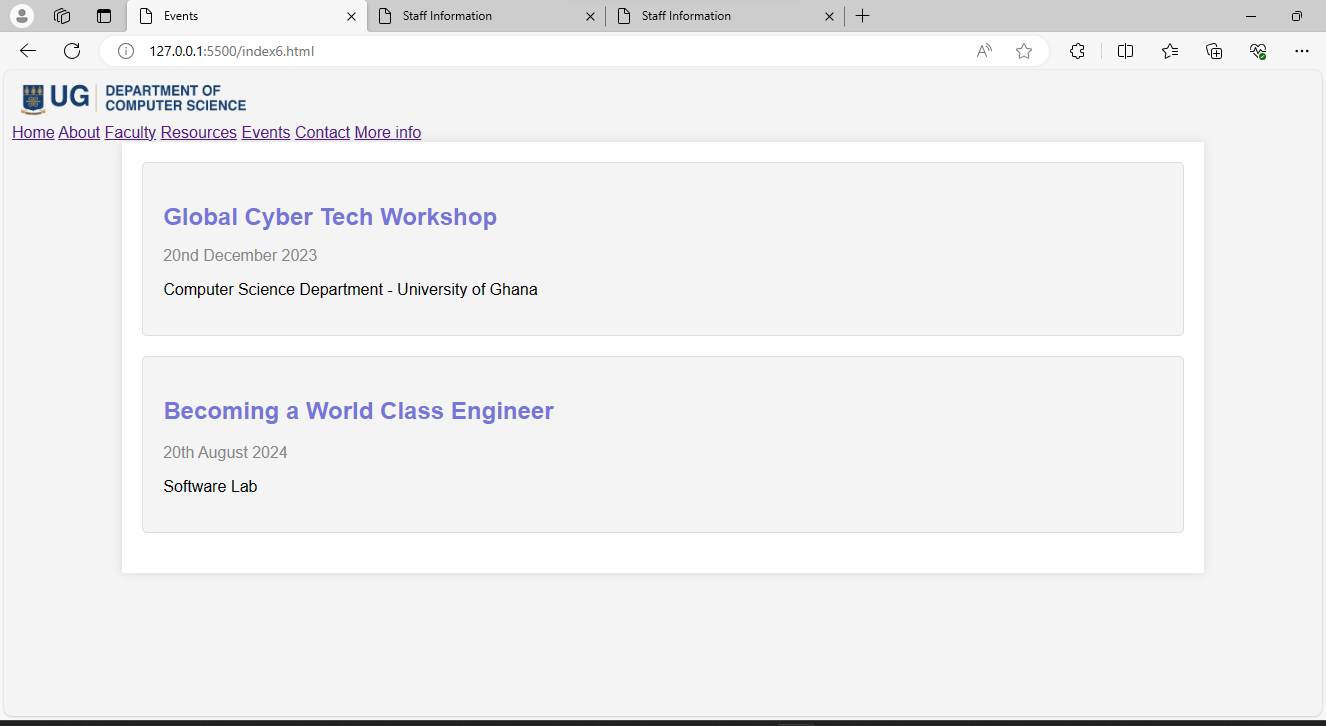 Events
Staff Information
Staff Information
127.0.0.1:5500/index6.html
UG DEPARTMENT OF
COMPUTER SCIENCE
Home About Faculty Resources Events Contact More info
Global Cyber Tech Workshop
20nd December 2023
Computer Science Department - University of Ghana
Becoming a World Class Engineer
20th August 2024
Software Lab